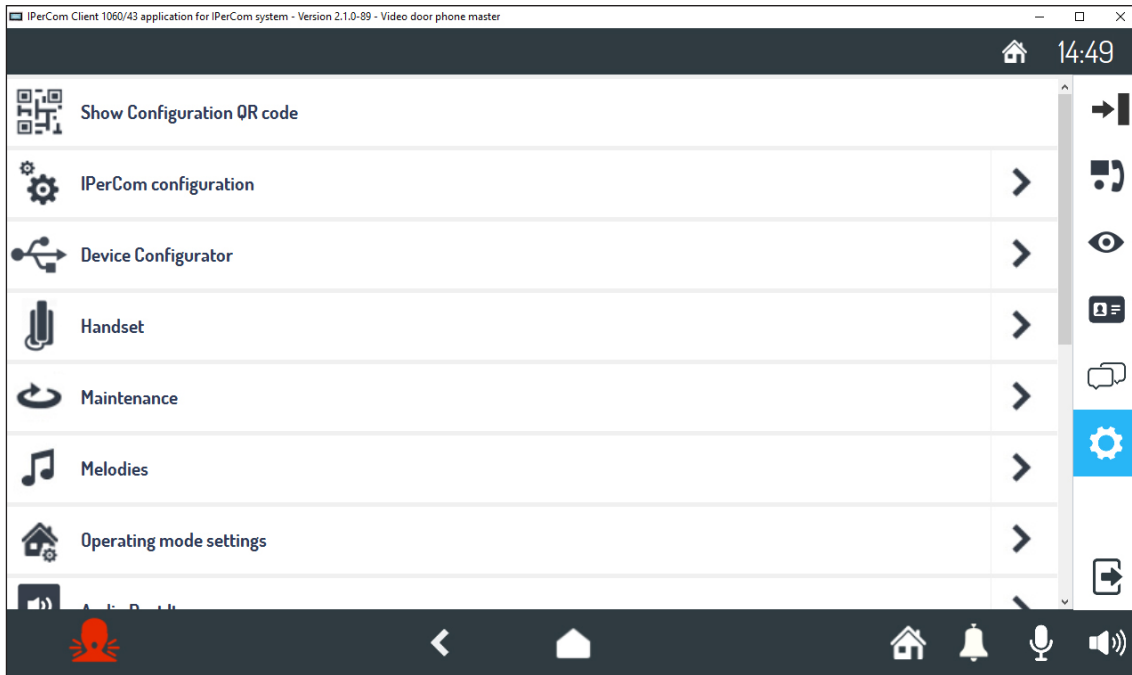 IPerCom Client 1060/43 application for IPerCom system - Version 2.1.0-89 - Video door phone master
14:49
Show Configuration QR code
IPerCom configuration
Device Configurator
Handset
Maintenance
Melodies
Operating mode settings